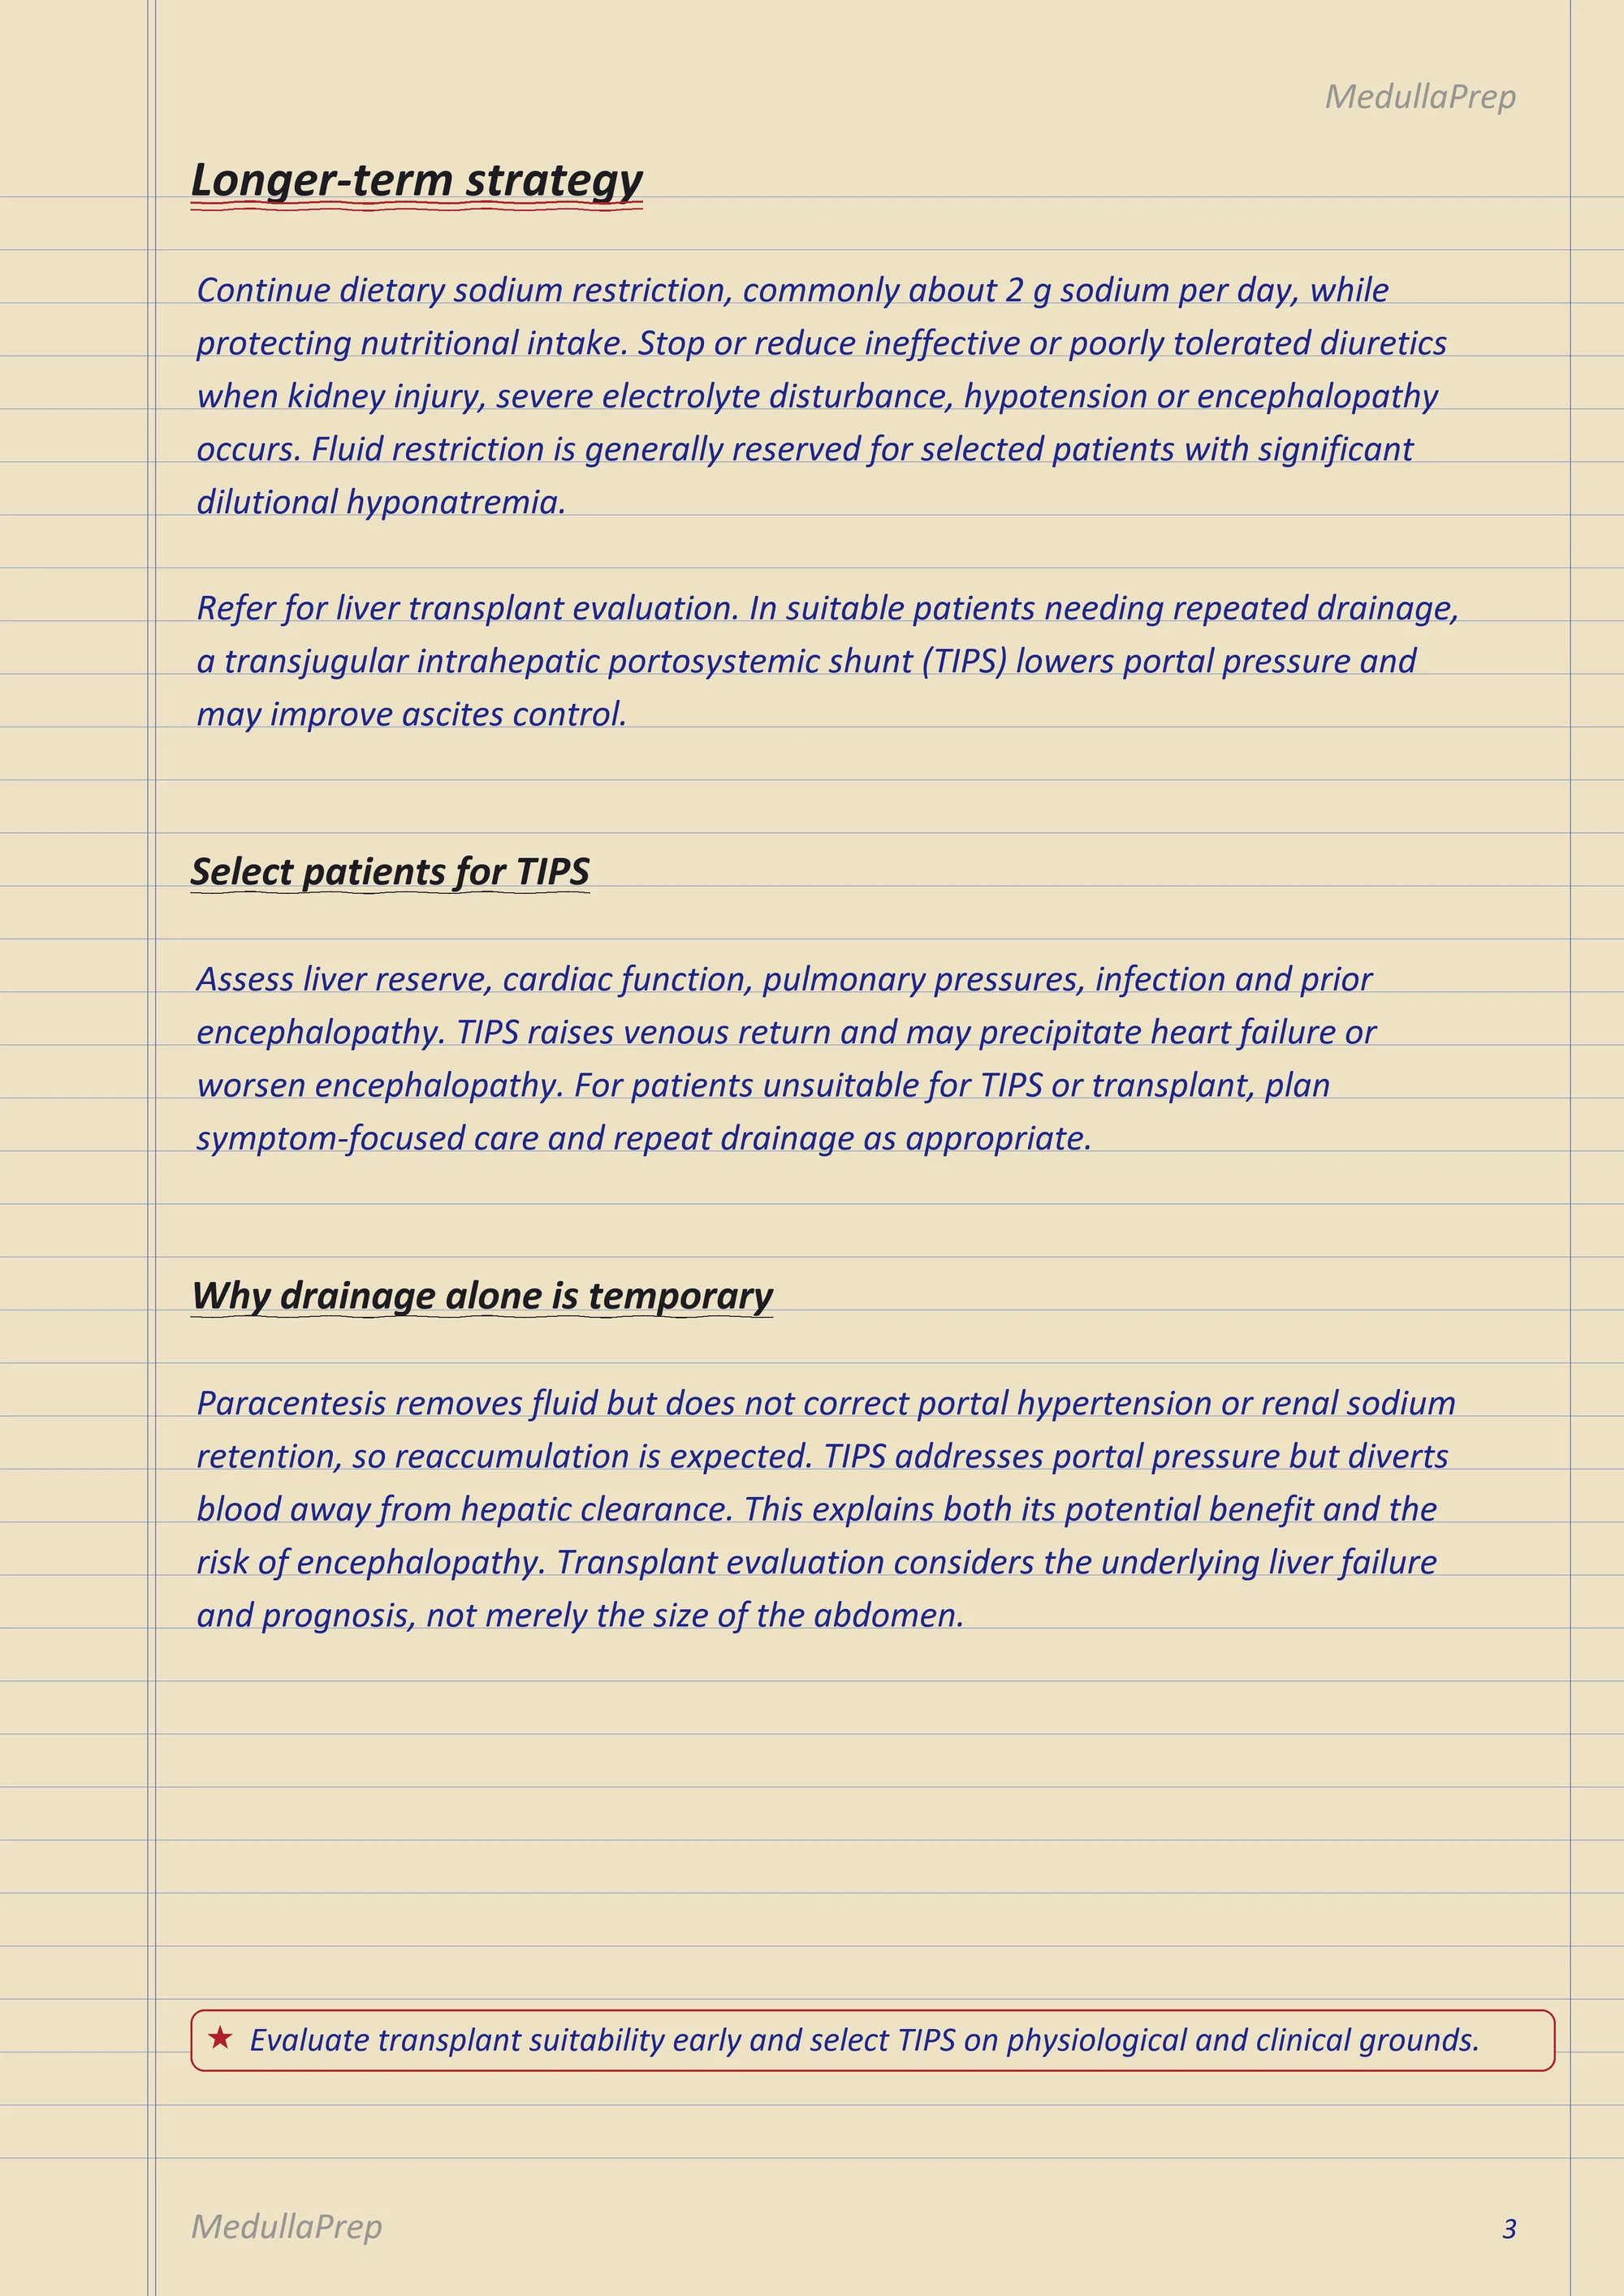 MedullaPrep
Longer-term strategy
Continue dietary sodium restriction, commonly about 2 g sodium per day, while
protecting nutritional intake. Stop or reduce ineffective or poorly tolerated diuretics
when kidney injury, severe electrolyte disturbance, hypotension or encephalopathy
occurs. Fluid restriction is generally reserved for selected patients with significant
dilutional hyponatremia.
Refer for liver transplant evaluation. In suitable patients needing repeated drainage,
a transjugular intrahepatic portosystemic shunt (TIPS) lowers portal pressure and
may improve ascites control.
Select patients for TIPS
Assess liver reserve, cardiac function, pulmonary pressures, infection and prior
encephalopathy. TIPS raises venous return and may precipitate heart failure or
worsen encephalopathy. For patients unsuitable for TIPS or transplant, plan
symptom-focused care and repeat drainage as appropriate.
Why drainage alone is temporary
Paracentesis removes fluid but does not correct portal hypertension or renal sodium
retention, so reaccumulation is expected. TIPS addresses portal pressure but diverts
blood away from hepatic clearance. This explains both its potential benefit and the
risk of encephalopathy. Transplant evaluation considers the underlying liver failure
and prognosis, not merely the size of the abdomen.
★ Evaluate transplant suitability early and select TIPS on physiological and clinical grounds.
MedullaPrep
3